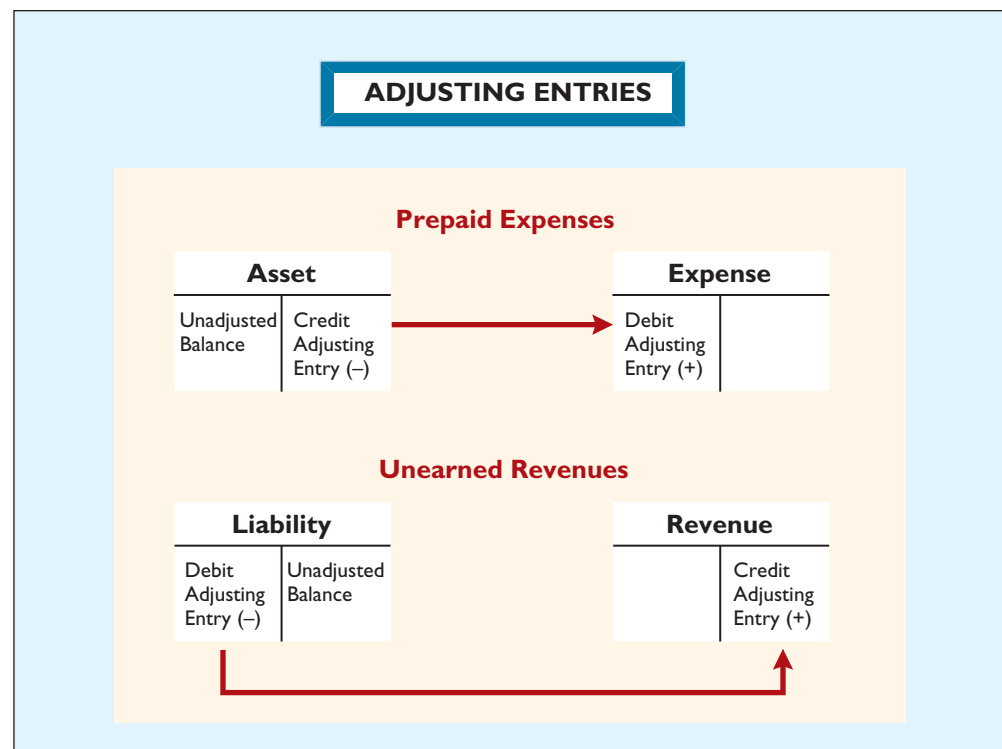 ADJUSTING ENTRIES
Prepaid Expenses
Asset
Unadjusted
Balance
Credit
Adjusting
Entry (–)
Expense
Debit
Adjusting
Entry (+)
Unearned Revenues
Liability
Debit
Adjusting
Entry (–)
Unadjusted
Balance
Revenue
Credit
Adjusting
Entry (+)